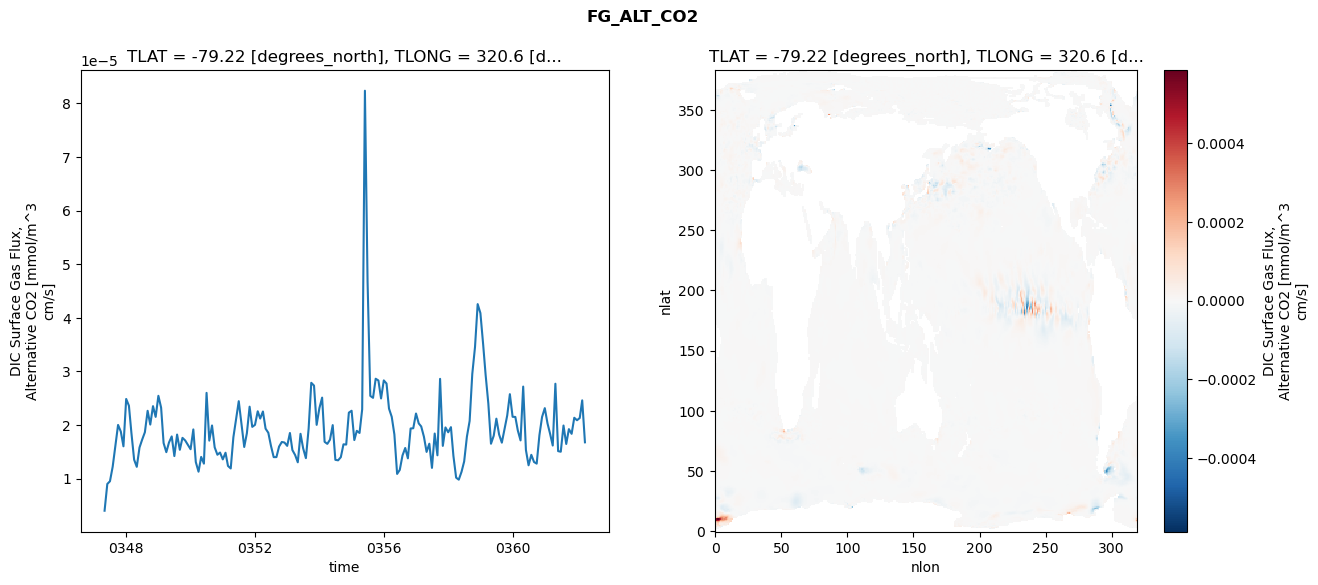 FG_ALT_CO2
TLAT = -79.22 [degrees_north], TLONG = 320.6 [d...
1e−5
8
7
6
5
4
3
2
1
DIC Surface Gas Flux,
Alternative CO2 [mmol/m^3
cm/s]
0348
0352
0356
0360
time
TLAT = -79.22 [degrees_north], TLONG = 320.6 [d...
350
300
250
200
150
100
50
0
nlat
0
50
100
150
200
250
300
nlon
0.0004
0.0002
0.0000
−0.0002
−0.0004
DIC Surface Gas Flux,
Alternative CO2 [mmol/m^3
cm/s]